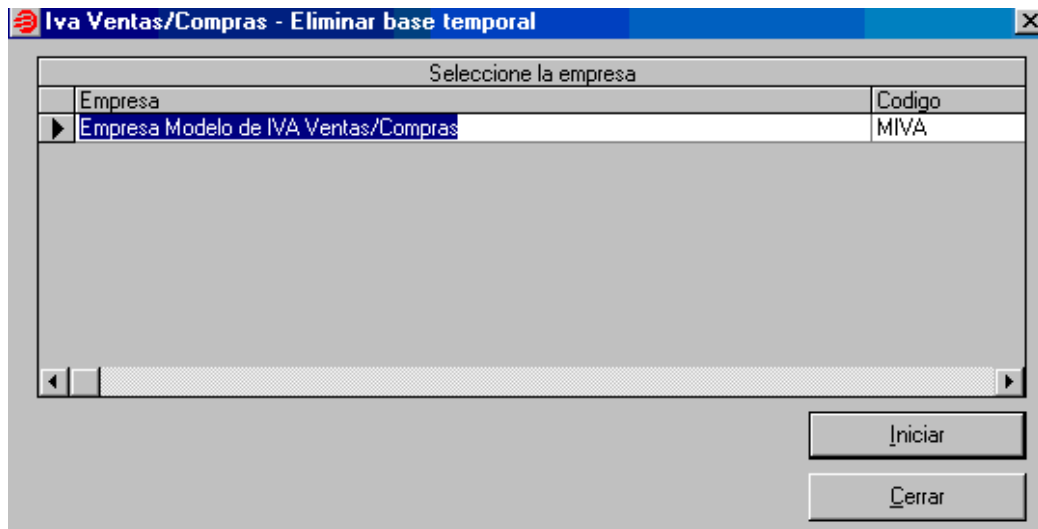 Iva Ventas/Compras - Eliminar base temporal
Seleccione la empresa
Empresa Codigo
Empresa Modelo de IVA Ventas/Compras MIVA
Iniciar
Cerrar